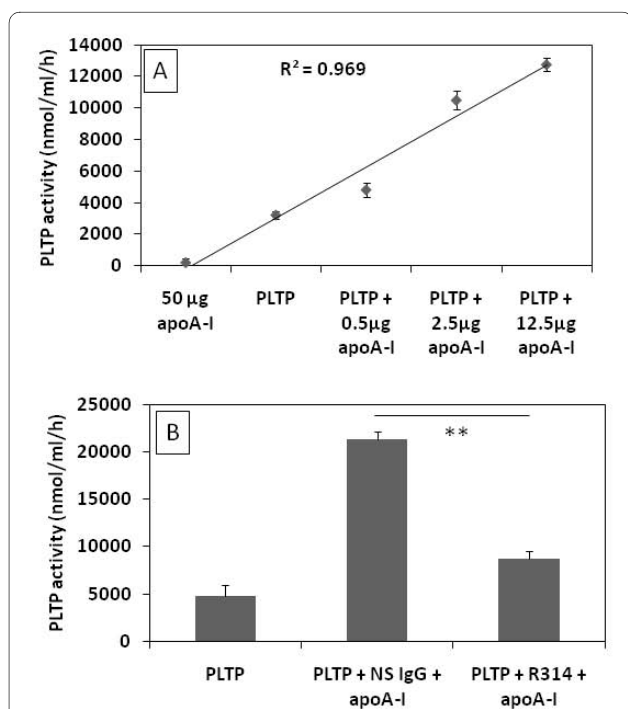 A
R² = 0.969
PLTP activity (nmol/ml/h)
14000
12000
10000
8000
6000
4000
2000
0
50 µg apoA-I
PLTP
PLTP + 0.5µg apoA-I
PLTP + 2.5µg apoA-I
PLTP + 12.5µg apoA-I
B
**
PLTP activity (nmol/ml/h)
25000
20000
15000
10000
5000
0
PLTP
PLTP + NS IgG + apoA-I
PLTP + R314 + apoA-I